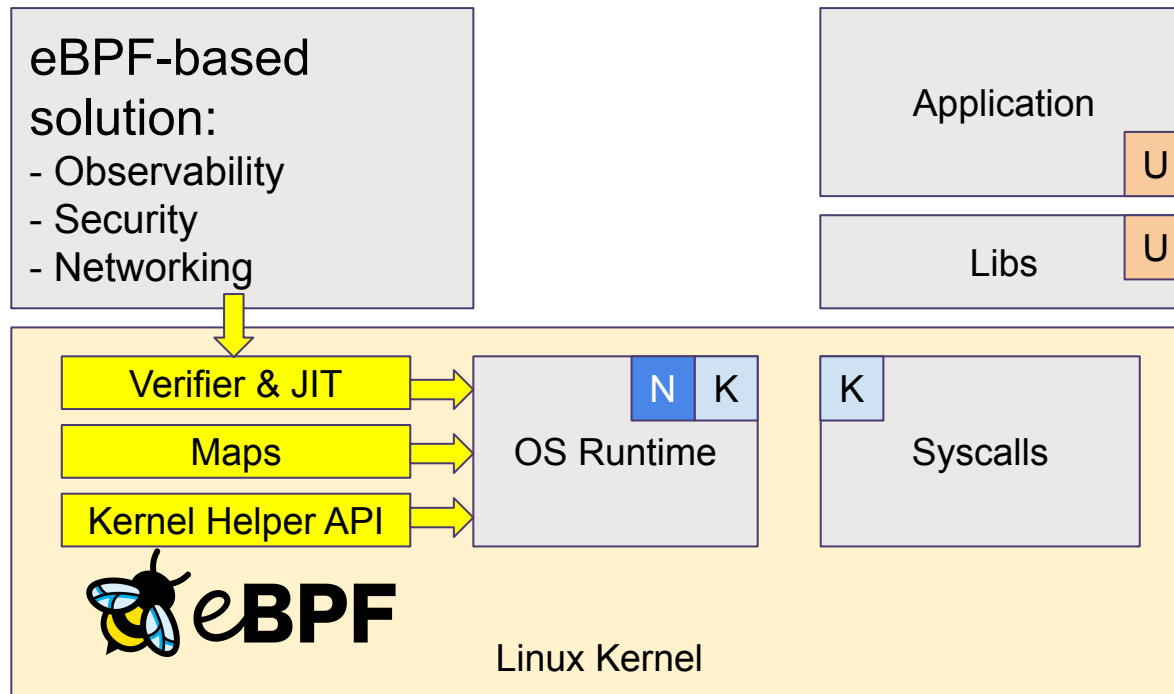 eBPF-based
solution:
- Observability
- Security
- Networking
Application
U
Libs
U
Verifier & JIT
Maps
Kernel Helper API
N
K
OS Runtime
K
Syscalls
eBPF
Linux Kernel